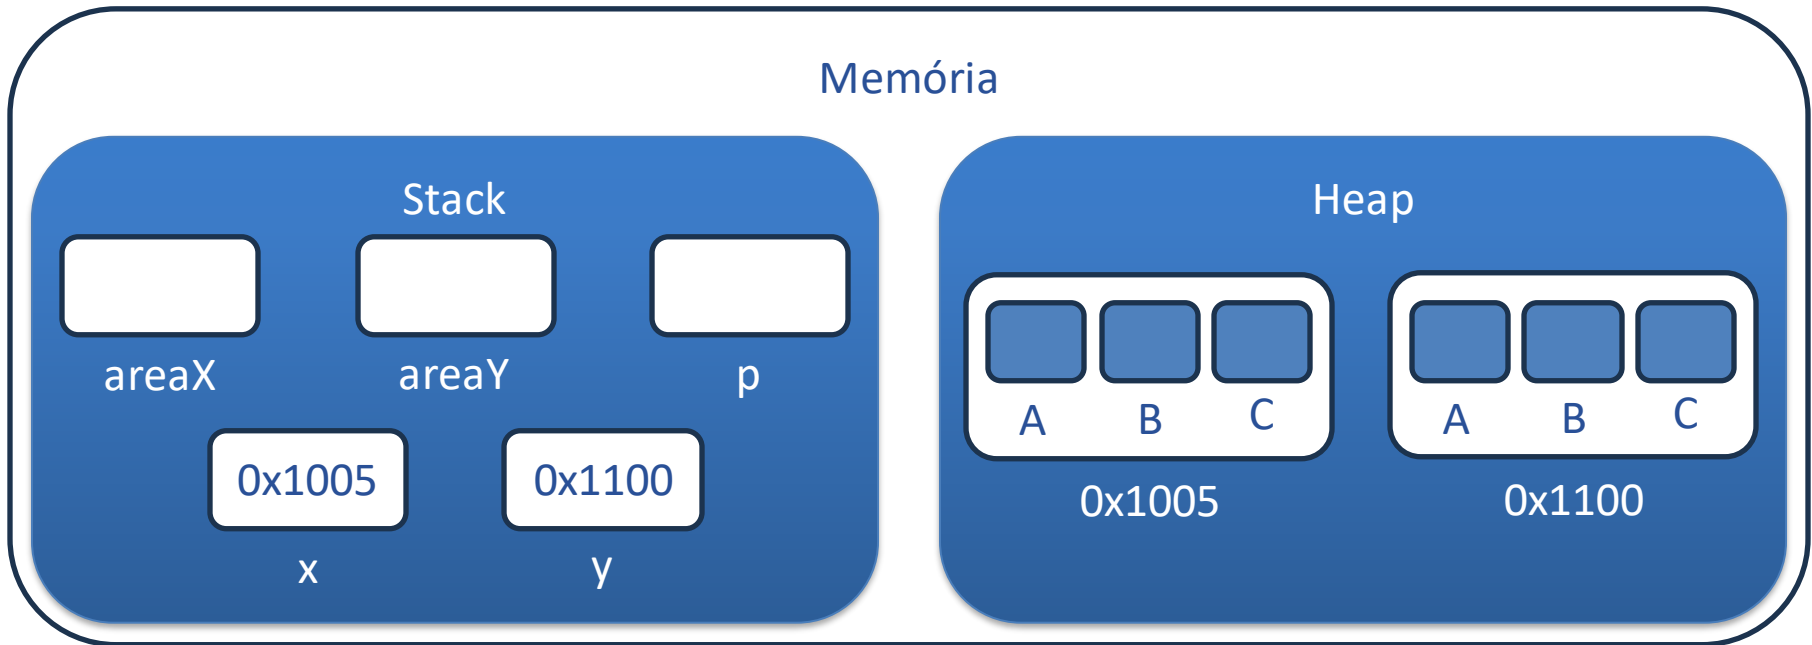 Memória
Stack
areaX
areaY
p
0x1005
0x1100
x
y
Heap
A
B
C
0x1005
A
B
C
0x1100